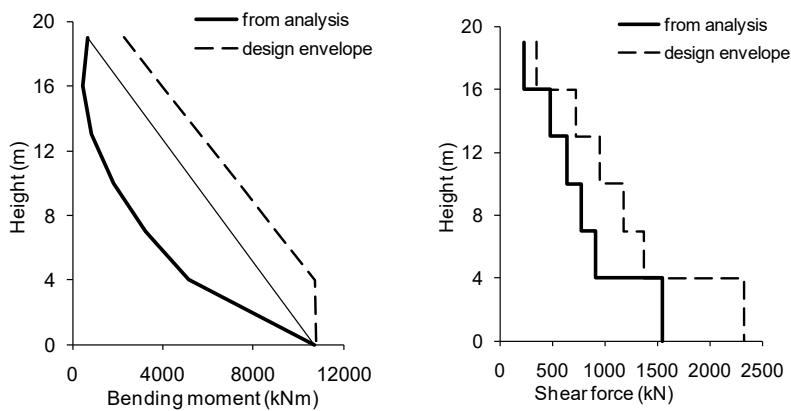 from analysis
design envelope
20
16
12
8
4
0
Height (m)
0 4000 8000 12000
Bending moment (kNm)
from analysis
design envelope
20
16
12
8
4
0
Height (m)
0 500 1000 1500 2000 2500
Shear force (kN)